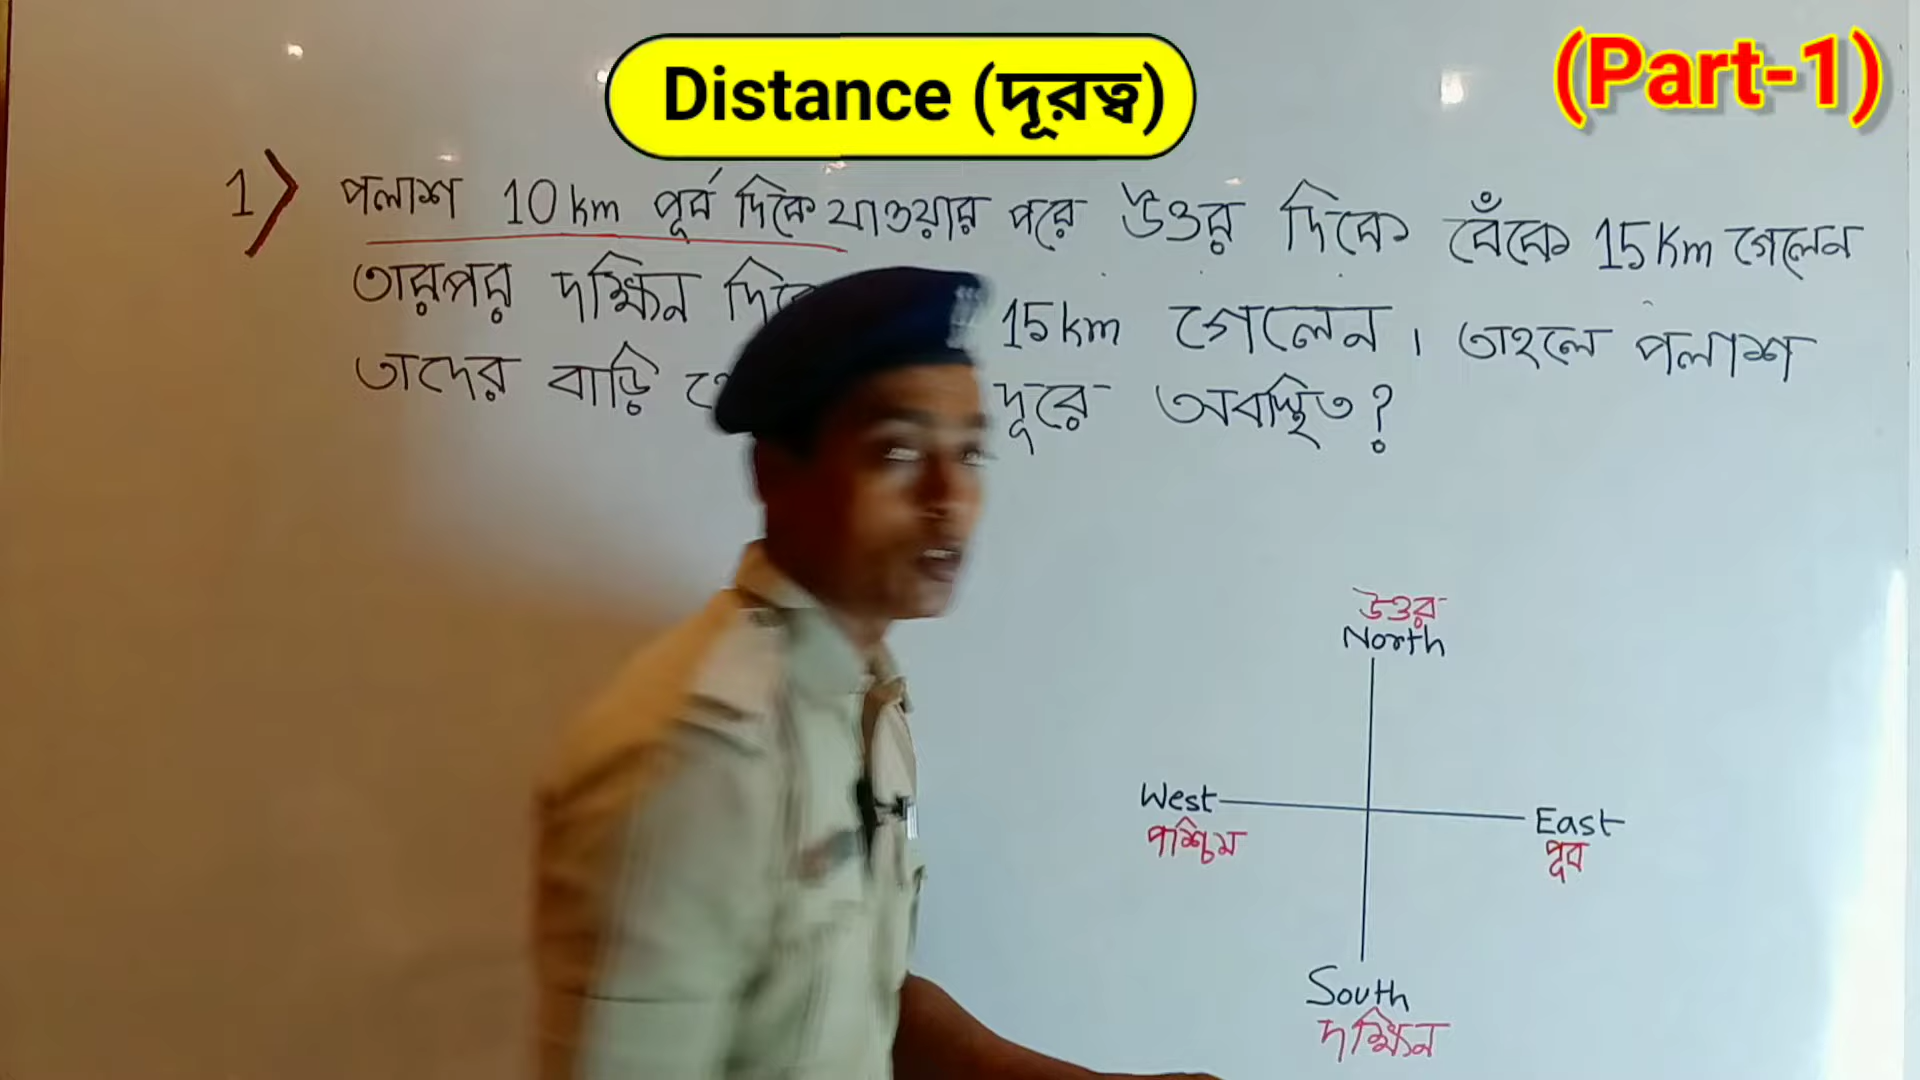 Distance (দূরত্ব)
(Part-1)
1) পলাশ 10 km পূর্ব দিকে যাওয়ার পরে উত্তর দিকে বেঁকে 15 Km গেলেন
তারপর দক্ষিন দিকে 15 km গেলেন। তাহলে পলাশ
তাদের বাড়ি দূরে অবস্থিত?
উত্তর
North
West
East
পশ্চিম
পূব
South
দক্ষিন